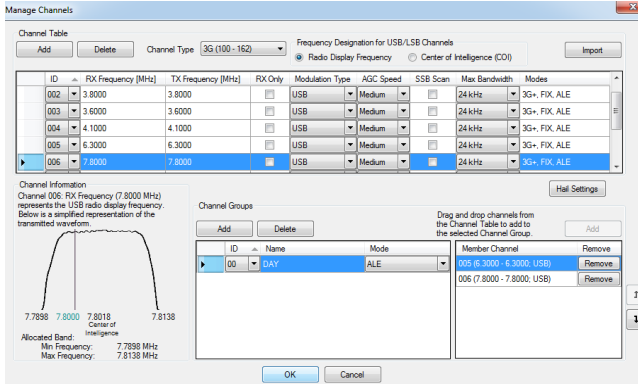 Manage Channels
Channel Table
Add Delete Channel Type 3G (100 - 162)
Frequency Designation for USB/LSB Channels
Radio Display Frequency Center of Intelligence (COI)
Import
ID RX Frequency [MHz] TX Frequency [MHz] RX Only Modulation Type AGC Speed SSB Scan Max Bandwidth Modes
002 3.8000 3.8000 USB Medium 24 kHz 3G+, FIX, ALE
003 3.6000 3.6000 USB Medium 24 kHz 3G+, FIX, ALE
004 4.1000 4.1000 USB Medium 24 kHz 3G+, FIX, ALE
005 6.3000 6.3000 USB Medium 24 kHz 3G+, FIX, ALE
006 7.8000 7.8000 USB Medium 24 kHz 3G+, FIX, ALE
Channel Information
Channel 006: RX Frequency (7.8000 MHz)
represents the USB radio display frequency.
Below is a simplified representation of the
transmitted waveform.
7.7898 7.8000 7.8018 7.8138
Center of
Intelligence
Allocated Band:
Min Frequency: 7.7898 MHz
Max Frequency: 7.8138 MHz
Hail Settings
Channel Groups
Add Delete
Drag and drop channels from
the Channel Table to add to
the selected Channel Group.
Add
ID Name Mode
00 DAY ALE
Member Channel Remove
005 (6.3000 - 6.3000; USB) Remove
006 (7.8000 - 7.8000; USB) Remove
OK Cancel